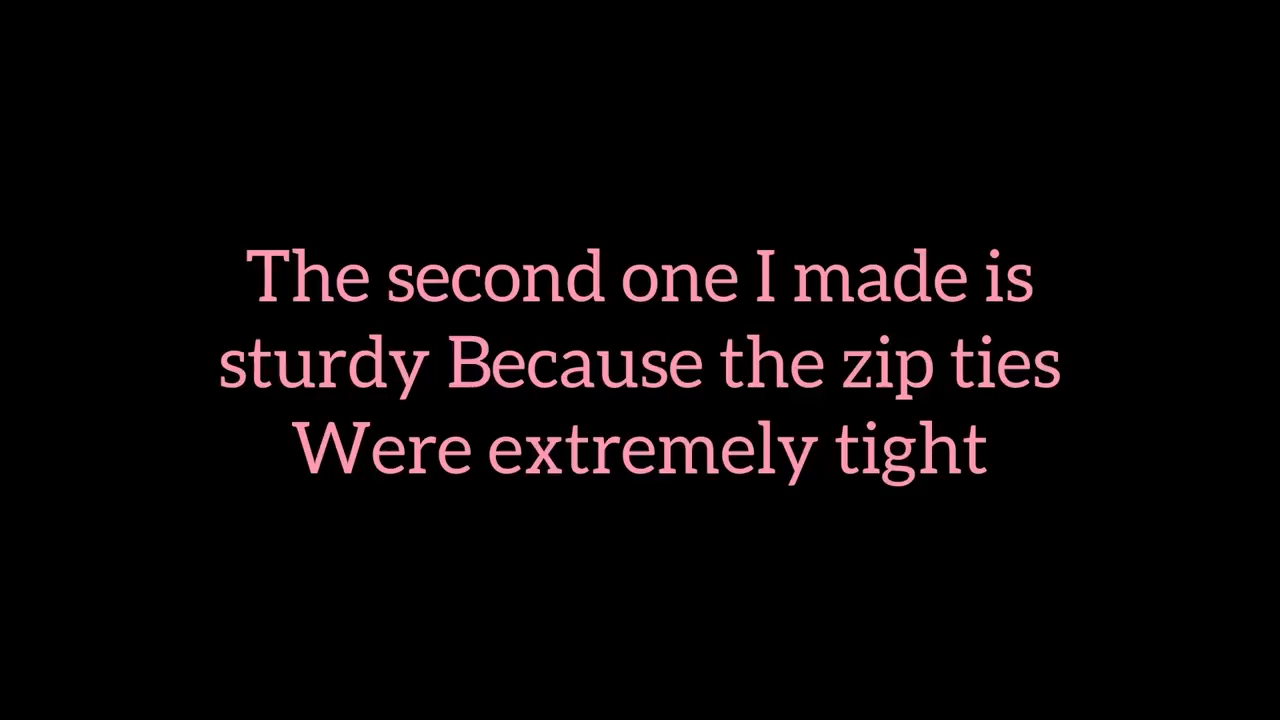 The second one I made is
sturdy Because the zip ties
Were extremely tight